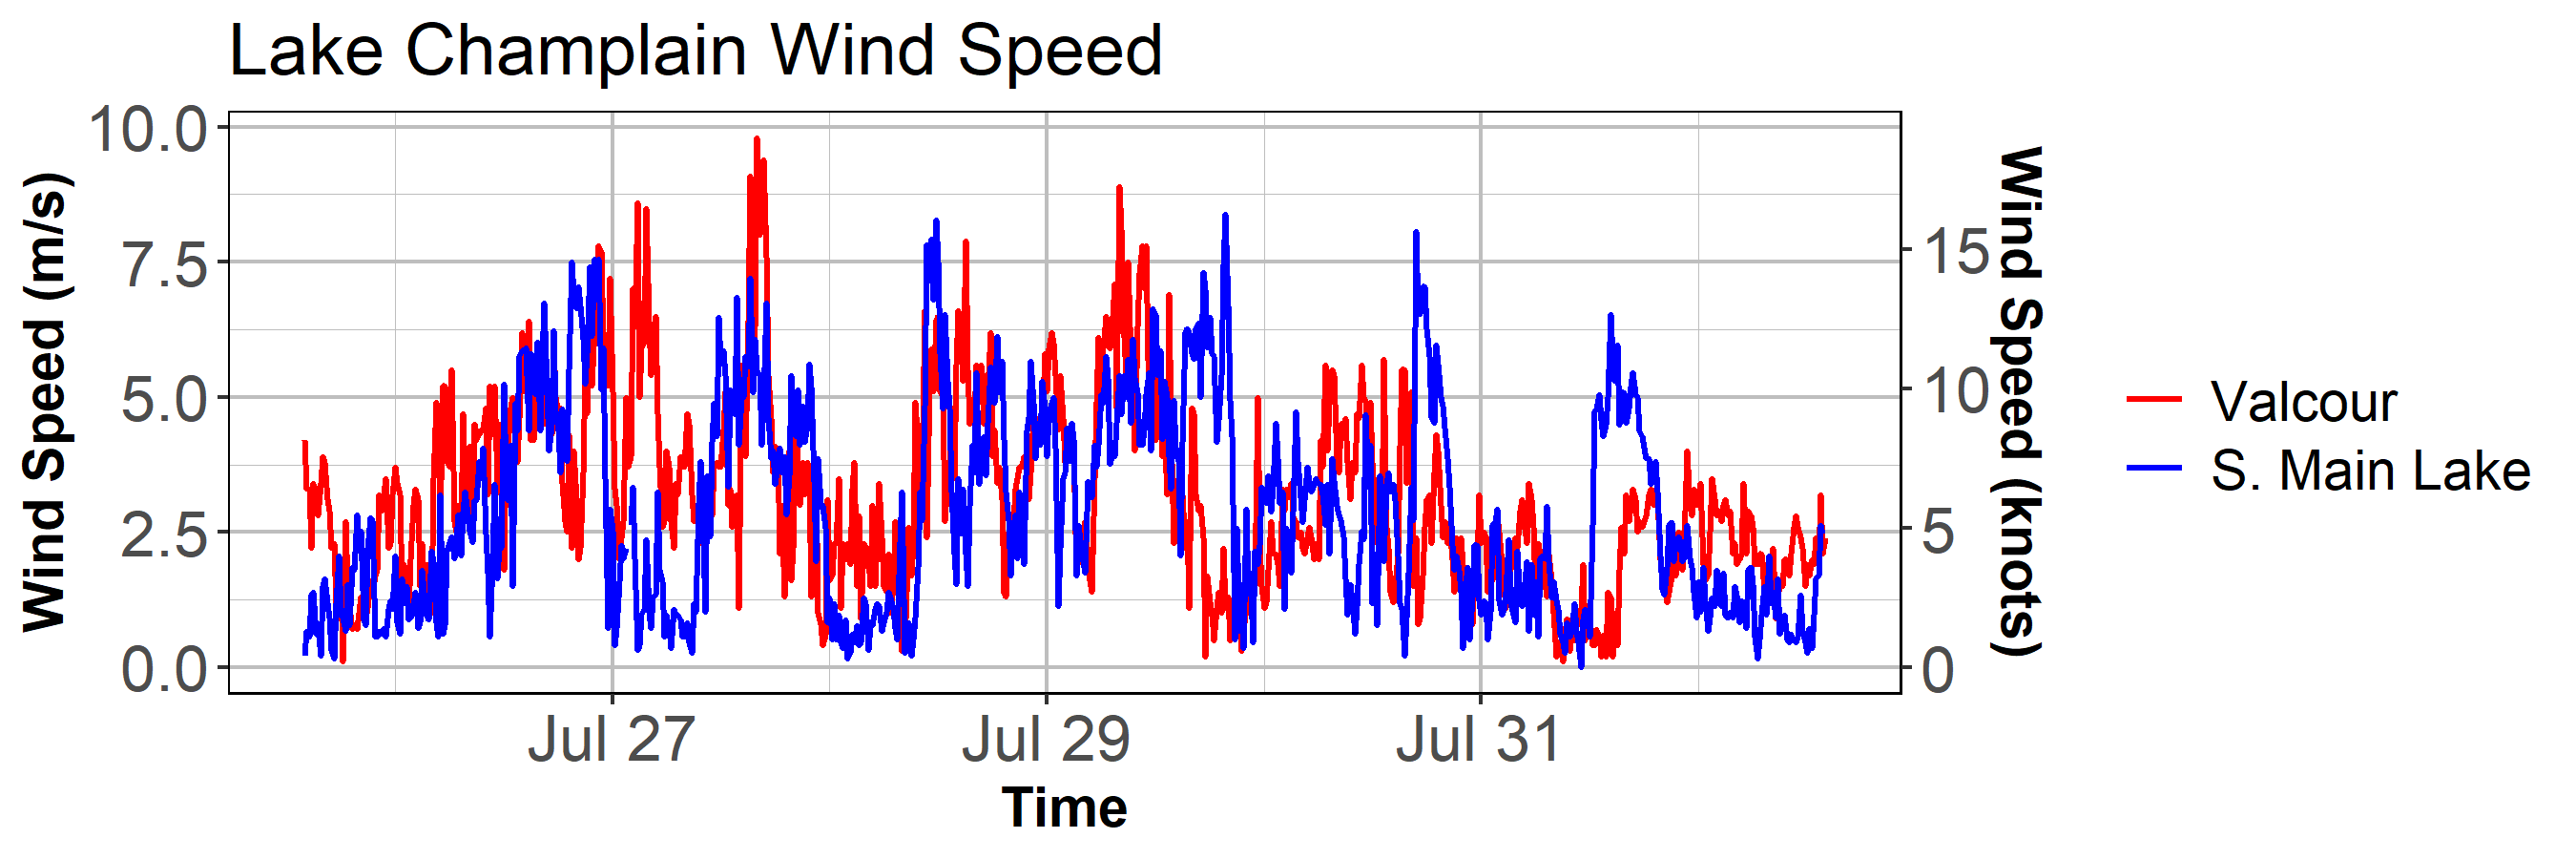 Lake Champlain Wind Speed
Wind Speed (m/s)
10.0
7.5
5.0
2.5
0.0
Wind Speed (knots)
15
10
5
0
Jul 27
Jul 29
Jul 31
Time
Valcour
S. Main Lake